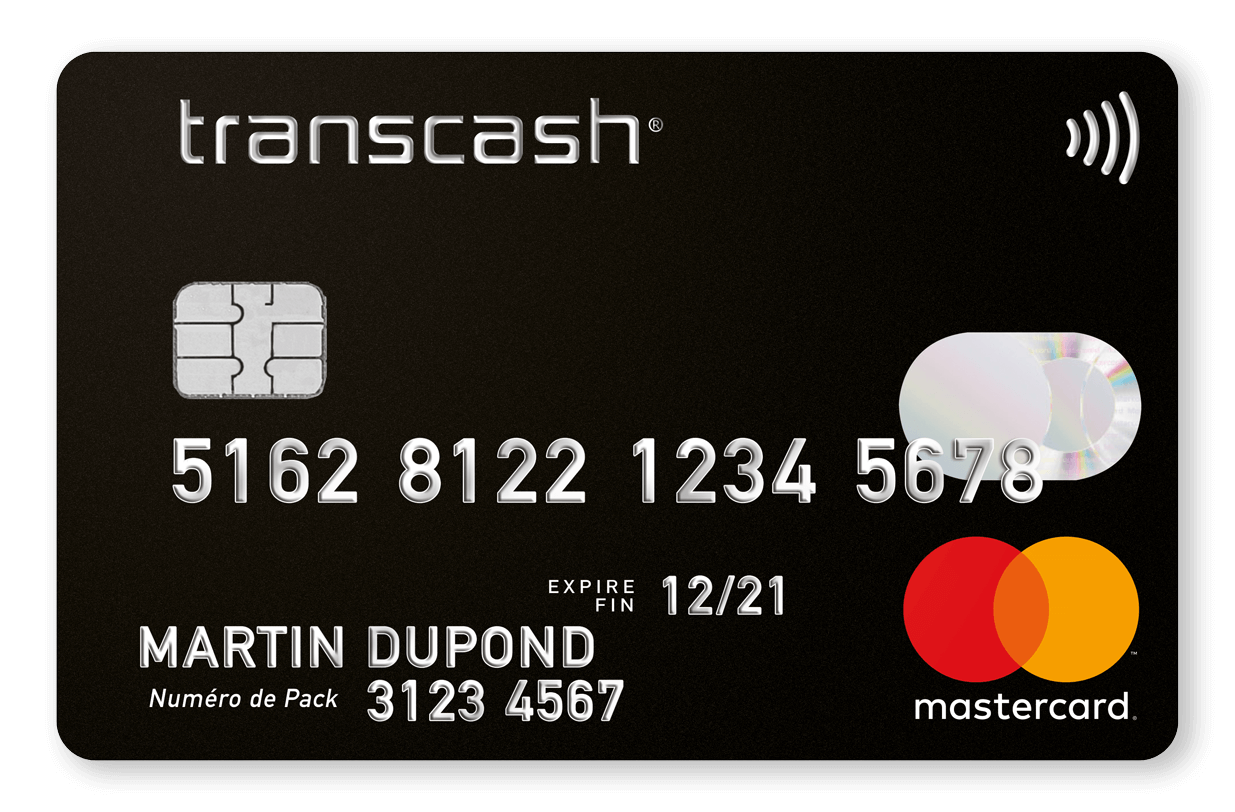 transcash®
5162 8122 1234 5678
EXPIRE
FIN 12/21
MARTIN DUPOND
Numéro de Pack 3123 4567
mastercard